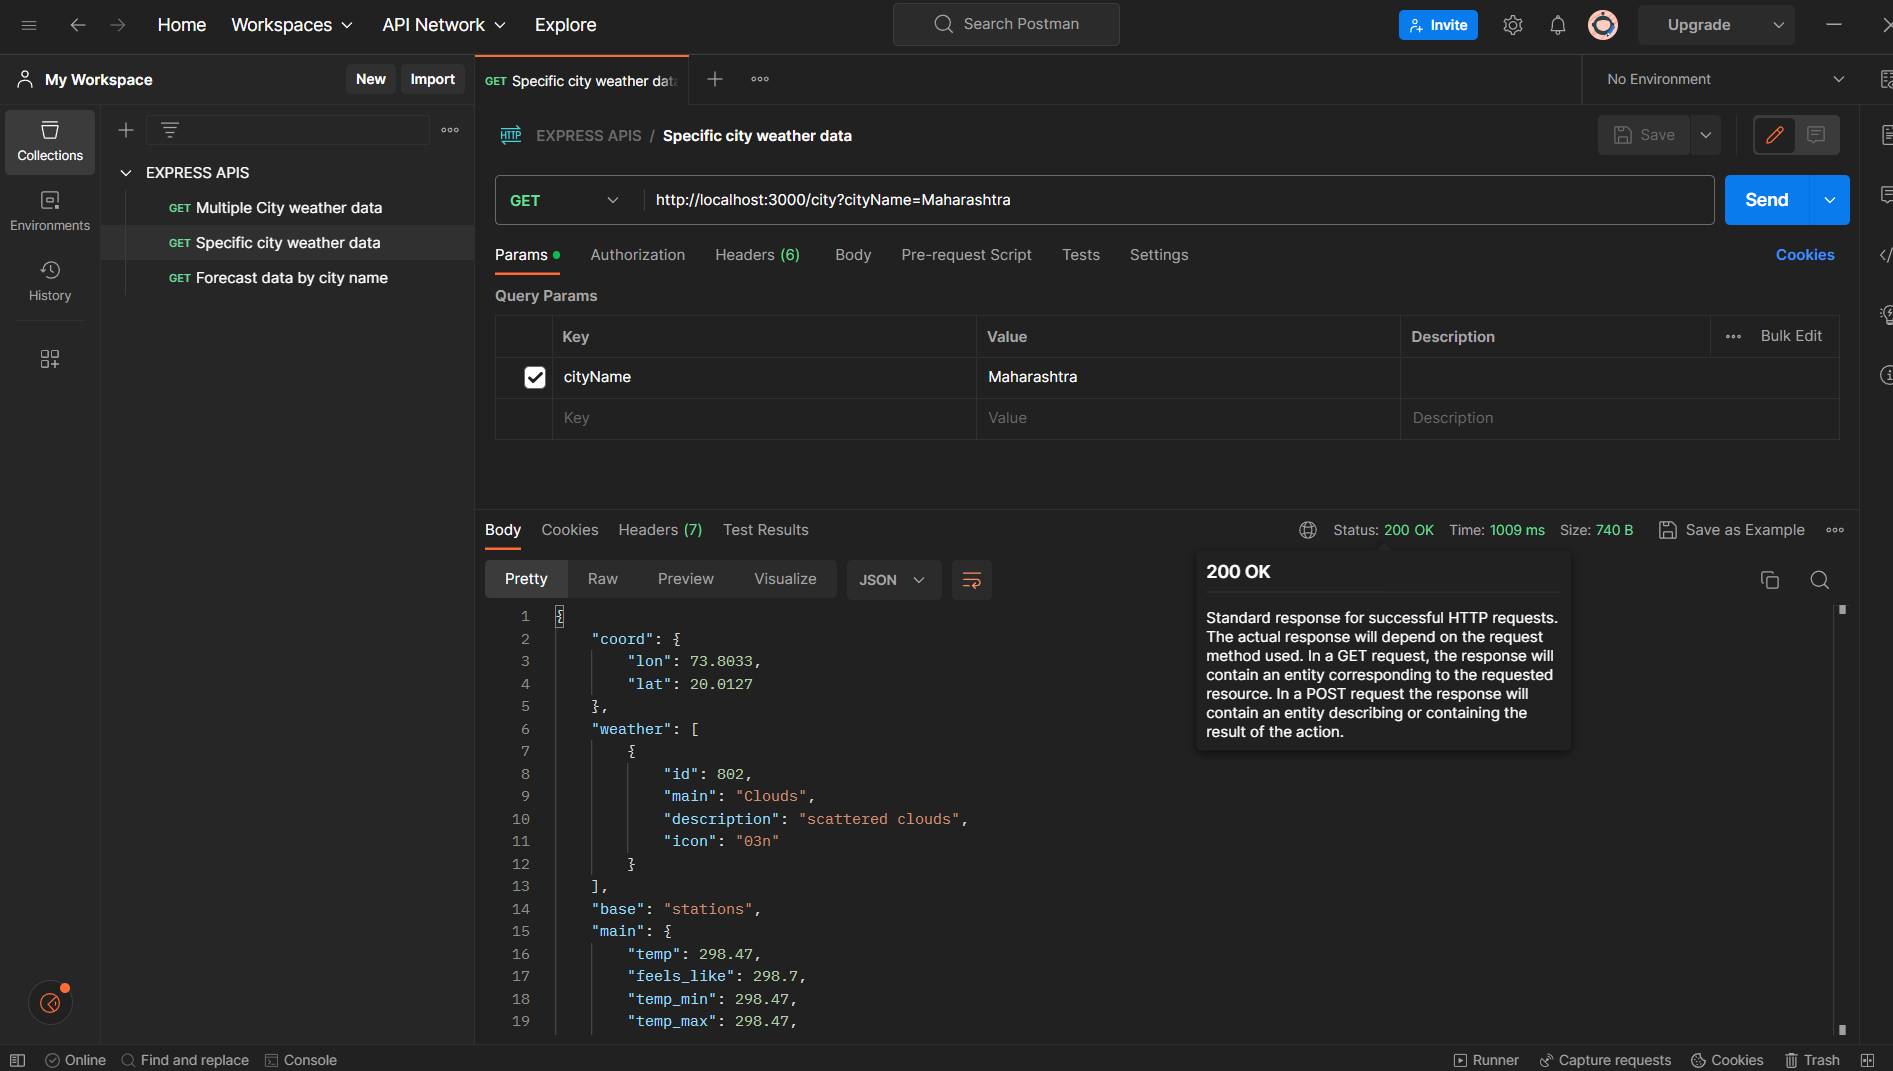 Home Workspaces API Network Explore Search Postman Invite Upgrade
My Workspace New Import GET Specific city weather data No Environment
Collections
Environments
History
EXPRESS APIS
GET Multiple City weather data
GET Specific city weather data
GET Forecast data by city name
HTTP EXPRESS APIS / Specific city weather data Save
GET http://localhost:3000/city?cityName=Maharashtra Send
Params Authorization Headers (6) Body Pre-request Script Tests Settings Cookies
Query Params
Key Value Description Bulk Edit
cityName Maharashtra
Key Value Description
Body Cookies Headers (7) Test Results Status: 200 OK Time: 1009 ms Size: 740 B Save as Example
Pretty Raw Preview Visualize JSON
200 OK
Standard response for successful HTTP requests.
The actual response will depend on the request
method used. In a GET request, the response will
contain an entity corresponding to the requested
resource. In a POST request the response will
contain an entity describing or containing the
result of the action.
1 {
2 "coord": {
3 "lon": 73.8033,
4 "lat": 20.0127
5 },
6 "weather": [
7 {
8 "id": 802,
9 "main": "Clouds",
10 "description": "scattered clouds",
11 "icon": "03n"
12 }
13 ],
14 "base": "stations",
15 "main": {
16 "temp": 298.47,
17 "feels_like": 298.7,
18 "temp_min": 298.47,
19 "temp_max": 298.47,
Online Find and replace Console Runner Capture requests Cookies Trash